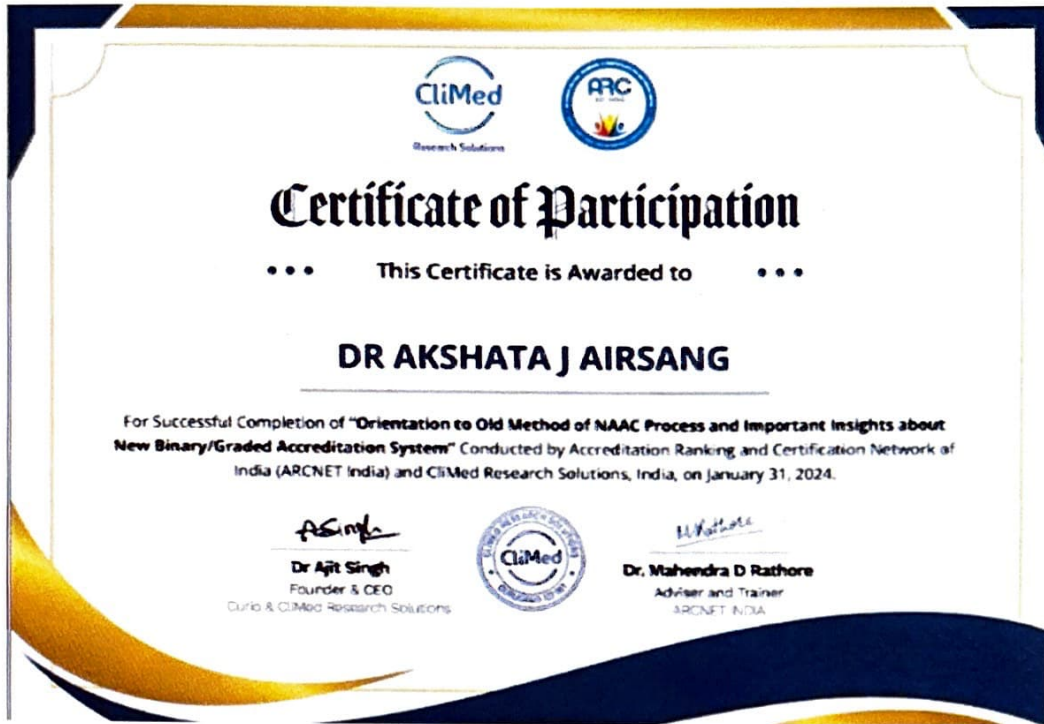 CliMed
Research Solutions
ARC
Certificate of Participation
This Certificate is Awarded to
DR AKSHATA J AIRSANG
For Successful Completion of "Orientation to Old Method of NAAC Process and Important Insights about
New Binary/Graded Accreditation System" Conducted by Accreditation Ranking and Certification Network of
India (ARCNET India) and CliMed Research Solutions, India, on January 31, 2024.
ASingh
MRathore
CliMed
Dr Ajit Singh
Founder & CEO
Curio & CliMed Research Solutions
Dr. Mahendra D Rathore
Adviser and Trainer
ARCNET INDIA